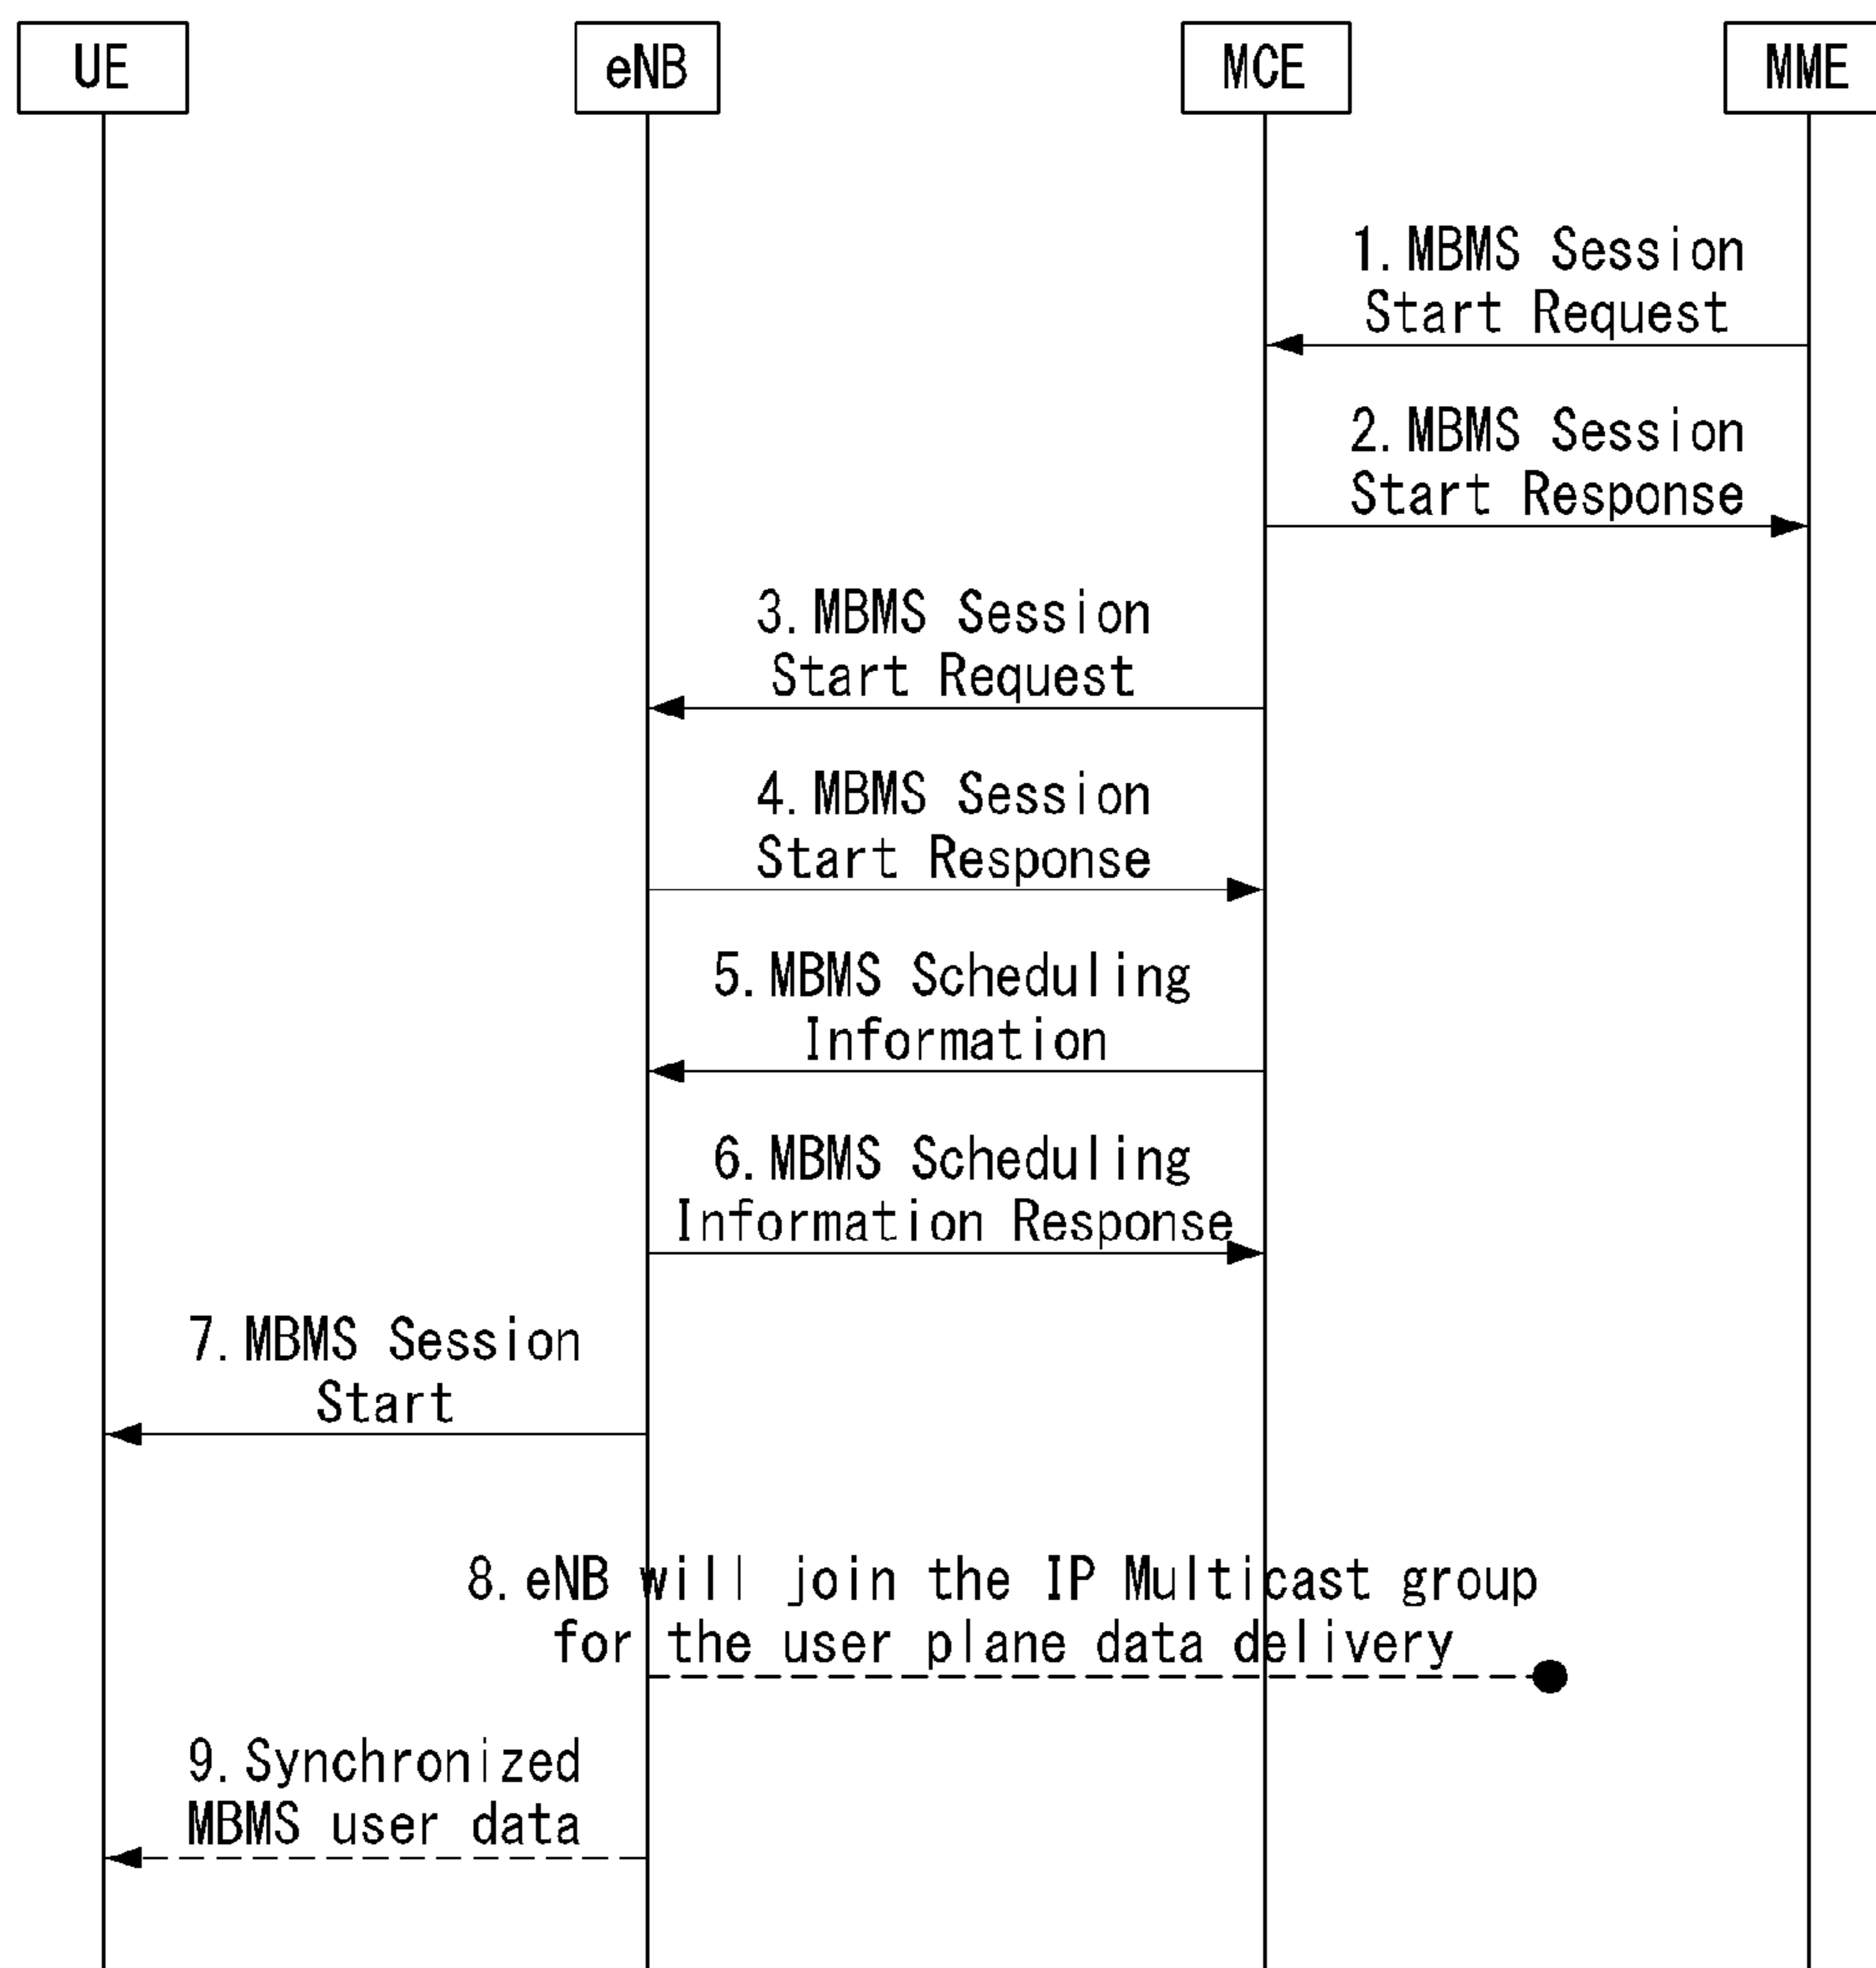 UE
eNB
MCE
MME
1. MBMS Session
Start Request
2. MBMS Session
Start Response
3. MBMS Session
Start Request
4. MBMS Session
Start Response
5. MBMS Scheduling
Information
6. MBMS Scheduling
Information Response
7. MBMS Session
Start
8. eNB will join the IP Multicast group
for the user plane data delivery
9. Synchronized
MBMS user data